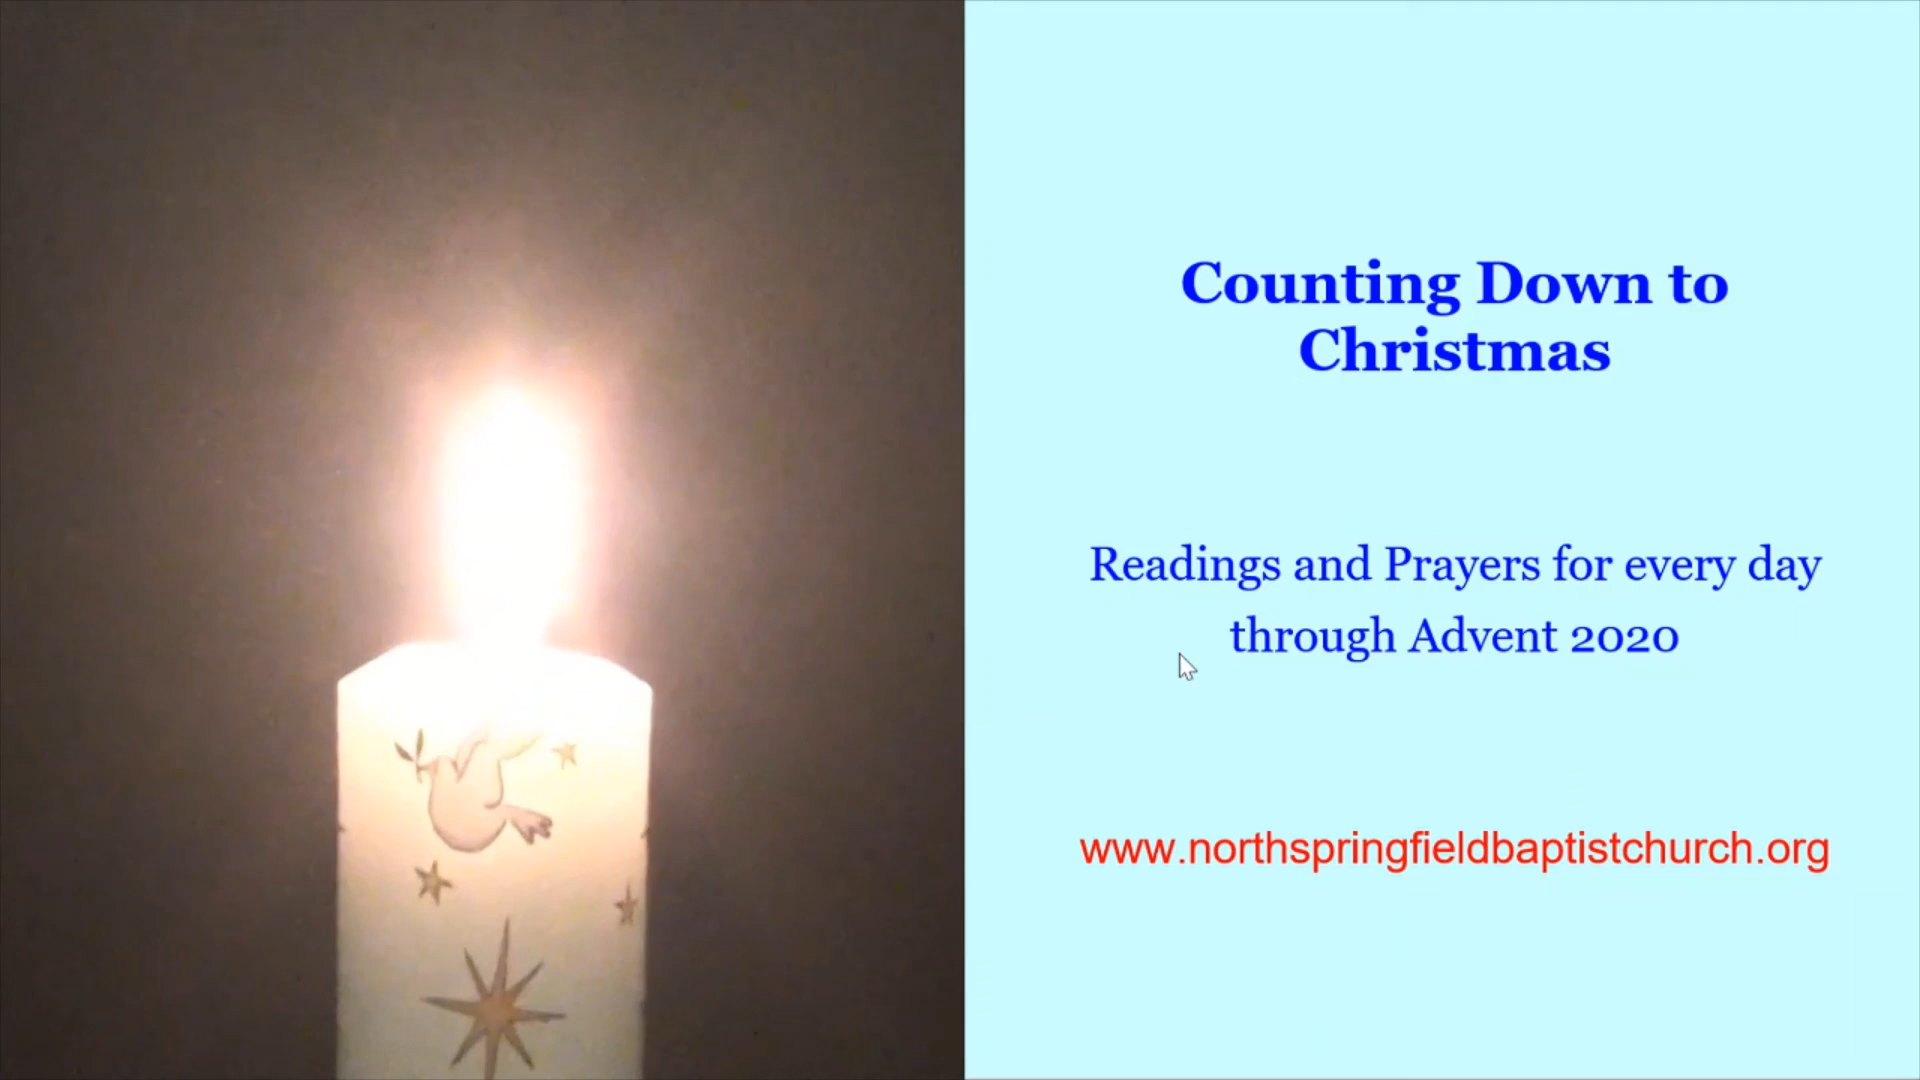 Counting Down to
Christmas
Readings and Prayers for every day
through Advent 2020
www.northspringfieldbaptistchurch.org